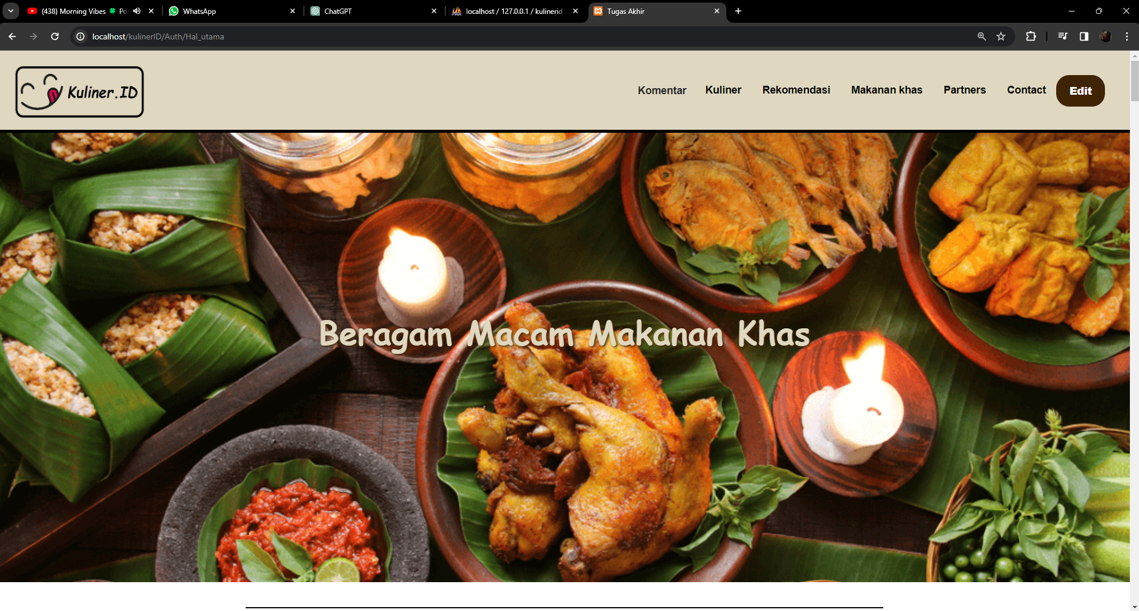 (438) Morning Vibes 🍀 Po
WhatsApp
ChatGPT
localhost / 127.0.0.1 / kulinerid
Tugas Akhir
localhost/kulinerID/Auth/Hal_utama
Kuliner.ID
Komentar
Kuliner
Rekomendasi
Makanan khas
Partners
Contact
Edit
Beragam Macam Makanan Khas